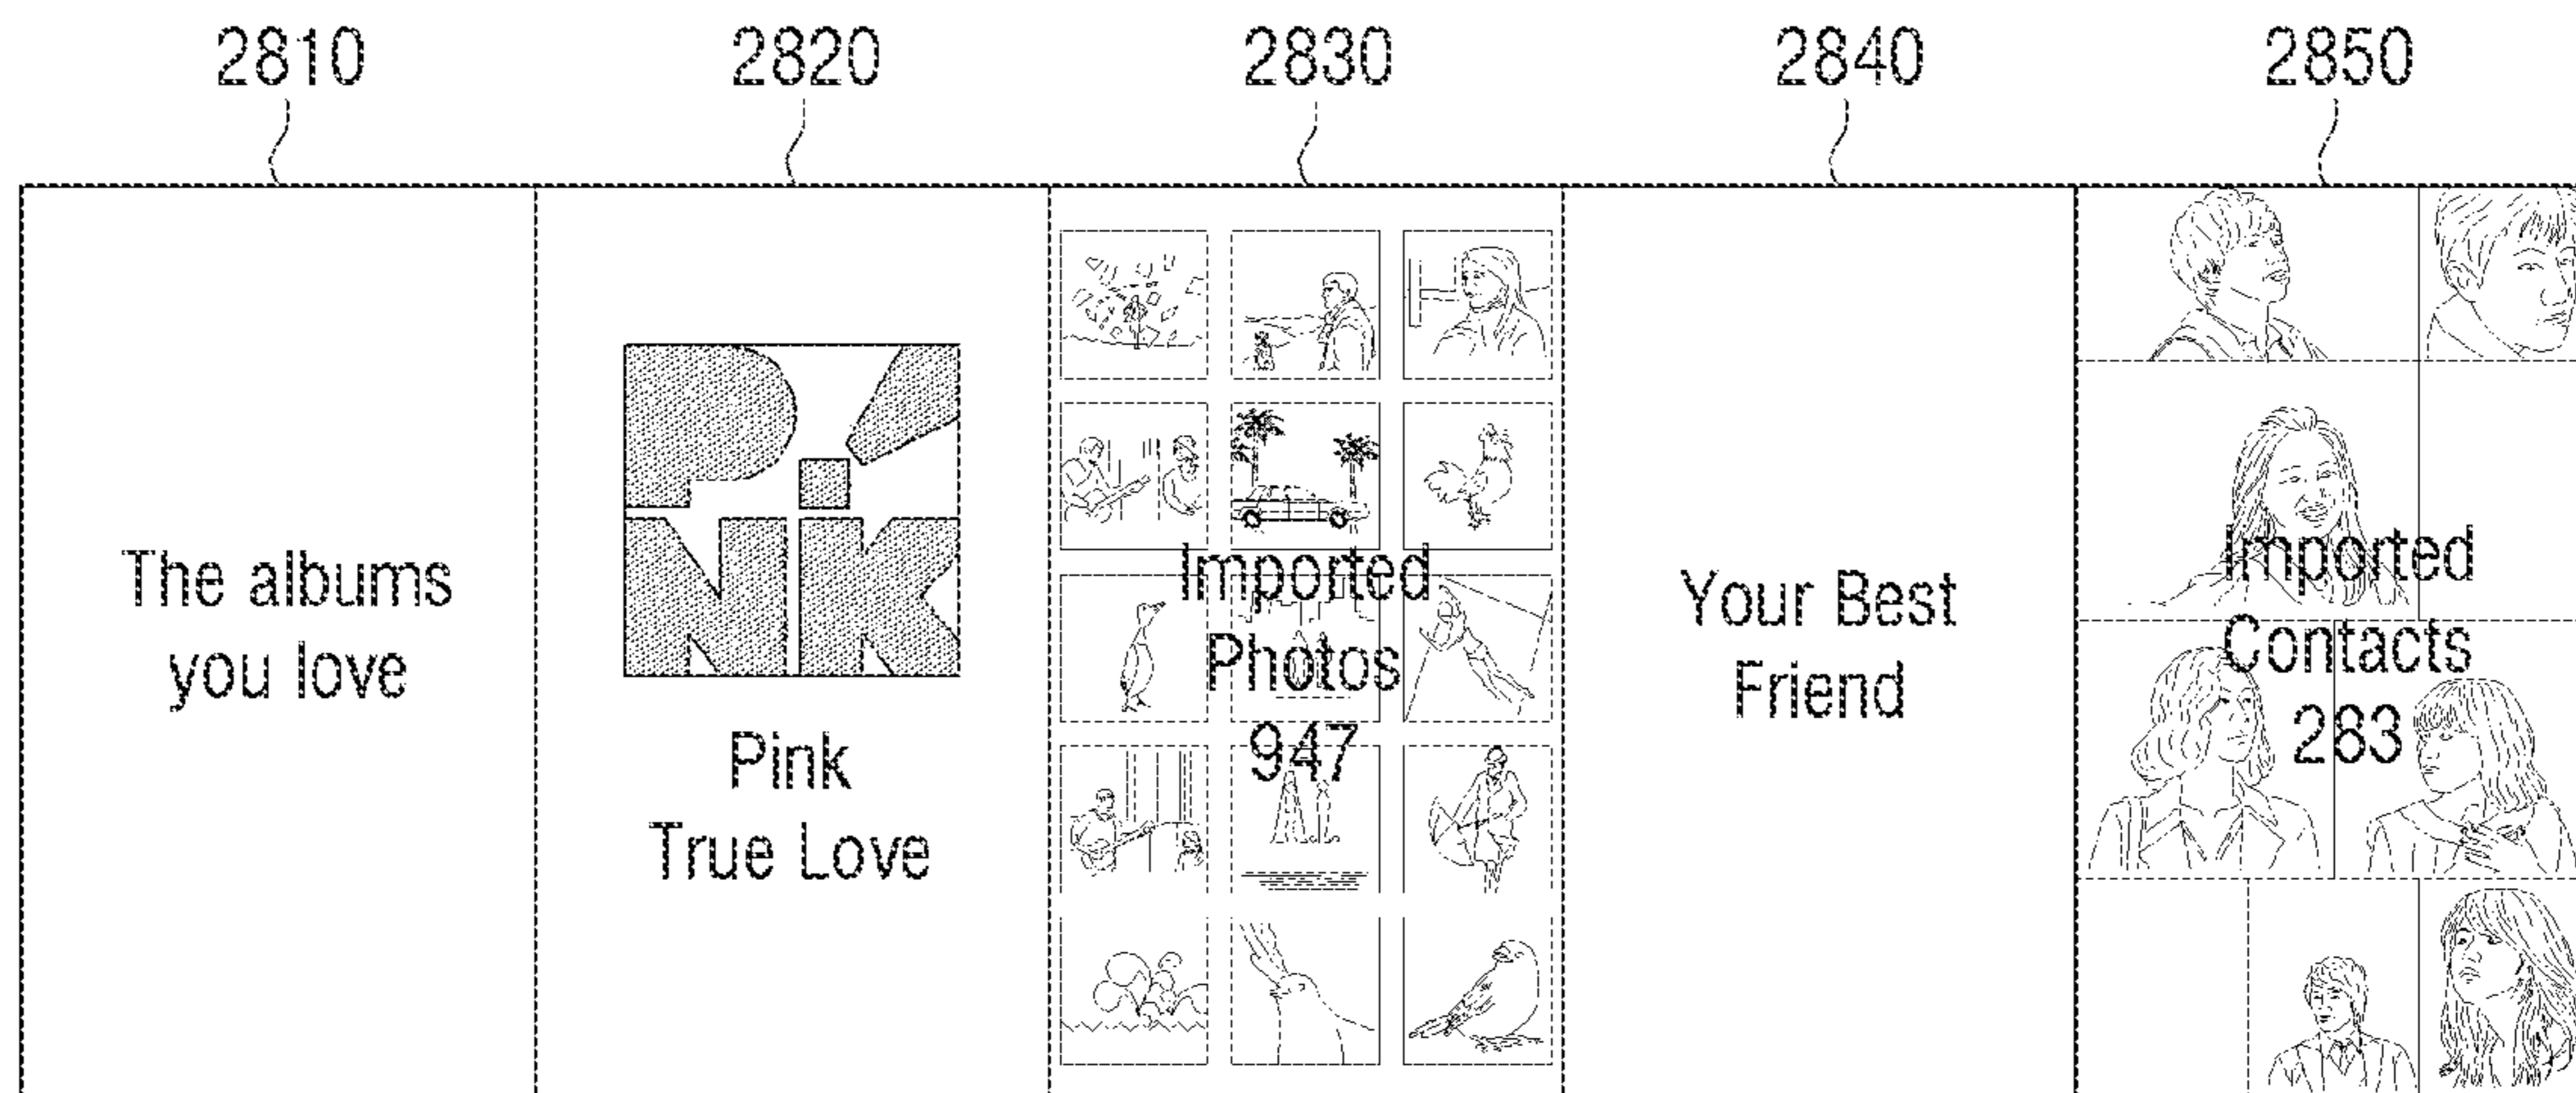 2810 2820 2830 2840 2850
The albums
you love
P!NK
Pink
True Love
Imported
Photos
947
Your Best
Friend
Imported
Contacts
283